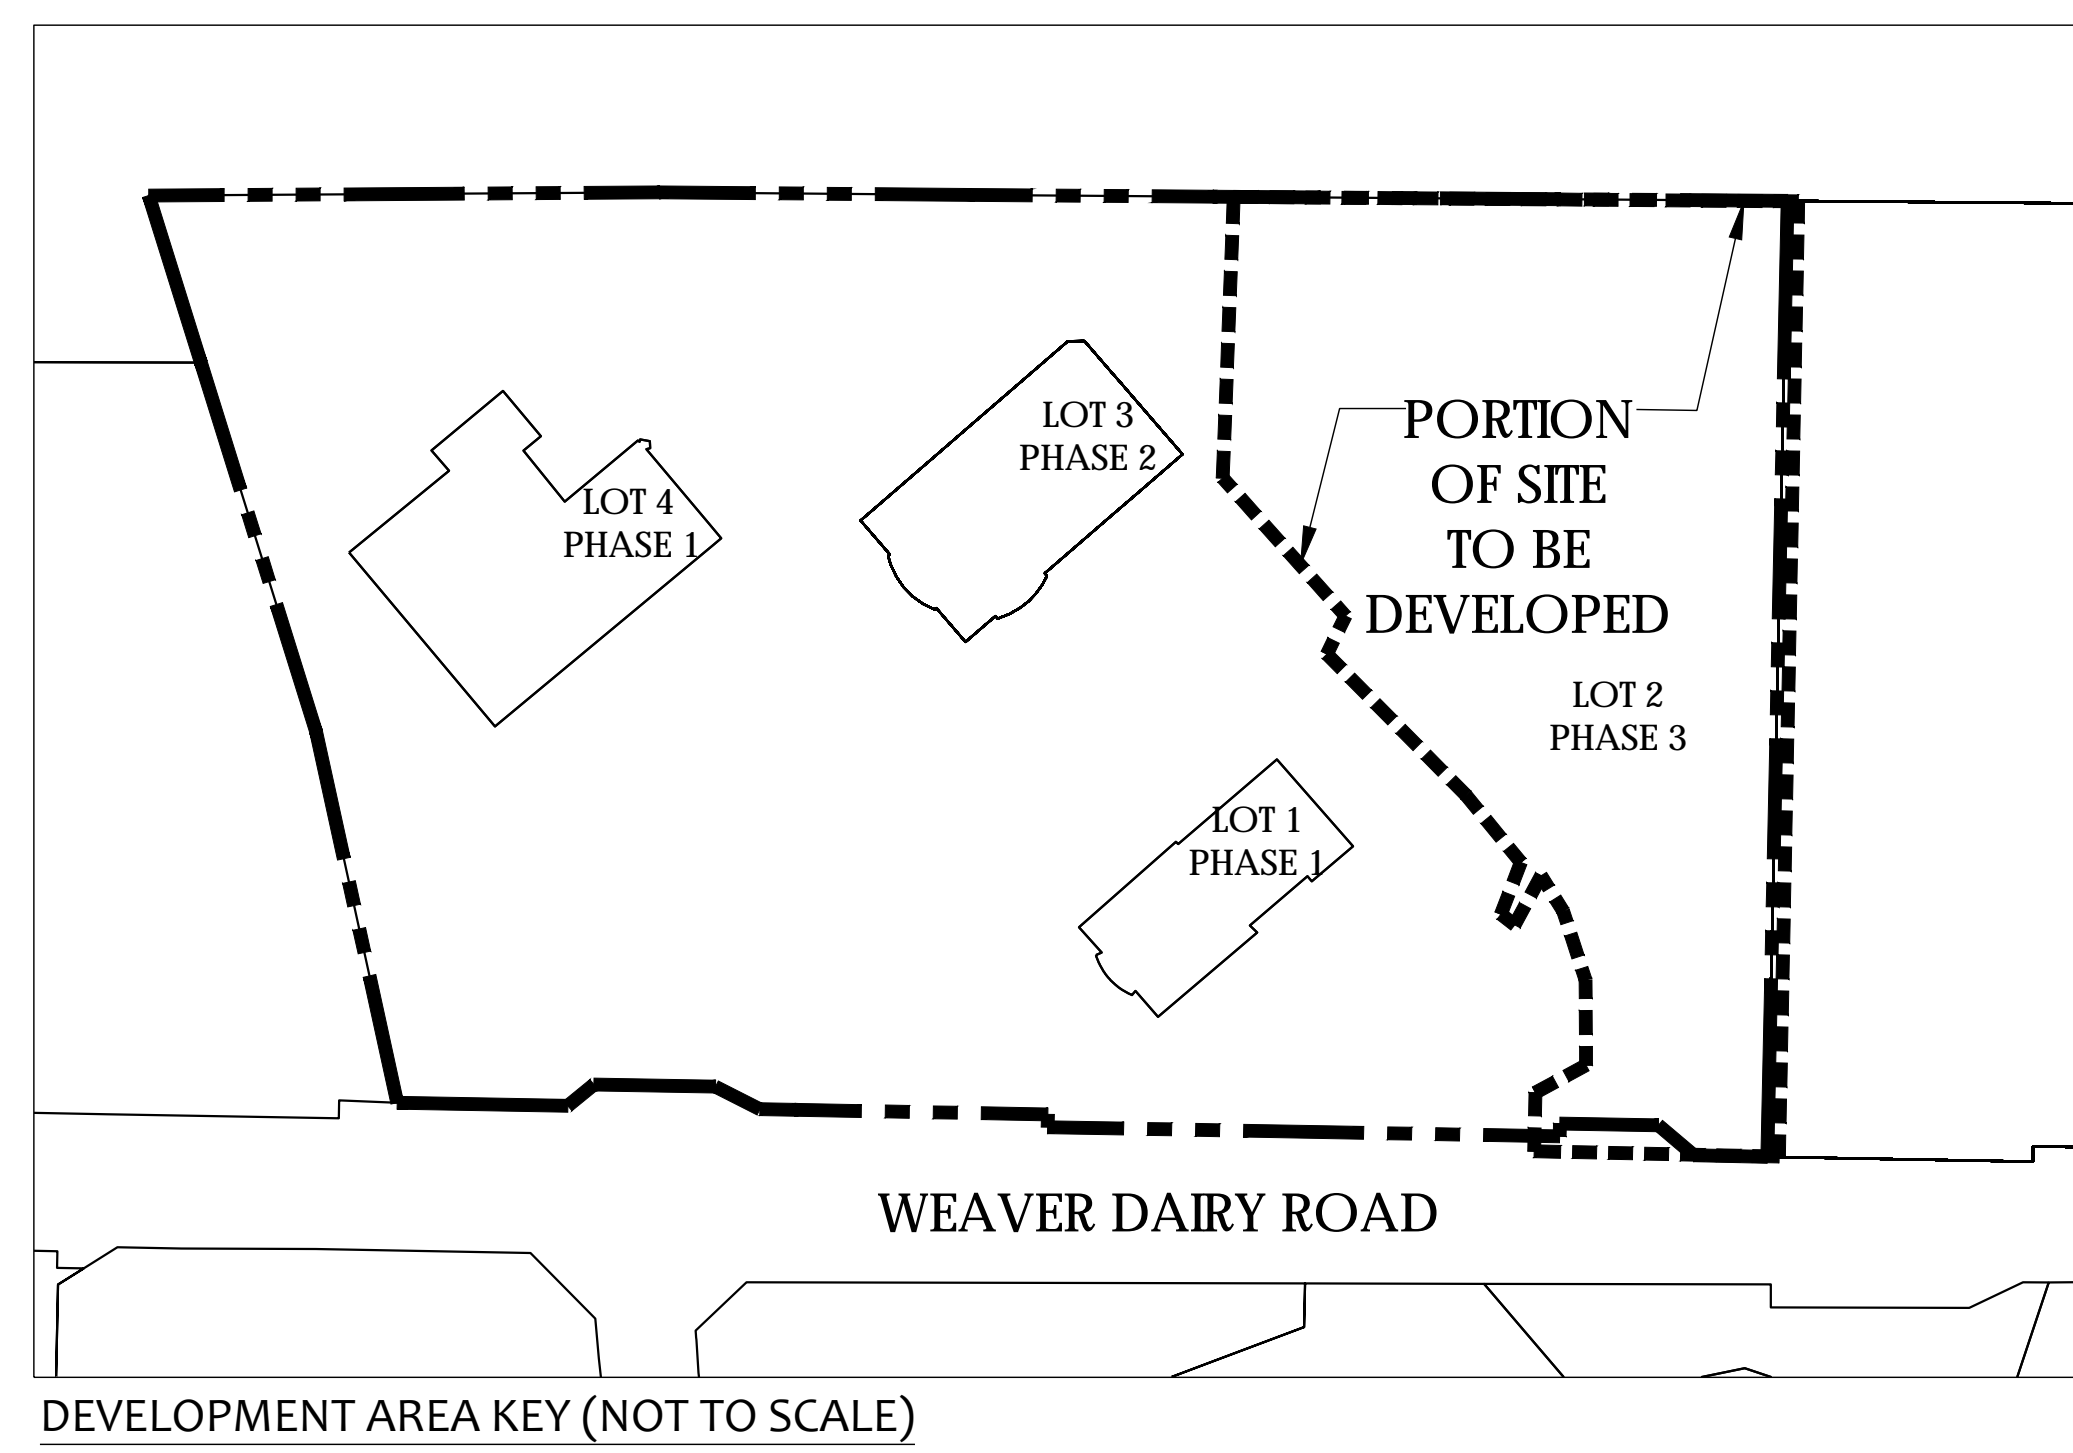 LOT 3
PHASE 2
PORTION
OF SITE
TO BE
DEVELOPED
LOT 4
PHASE 1
LOT 2
PHASE 3
LOT 1
PHASE 1
WEAVER DAIRY ROAD
DEVELOPMENT AREA KEY (NOT TO SCALE)